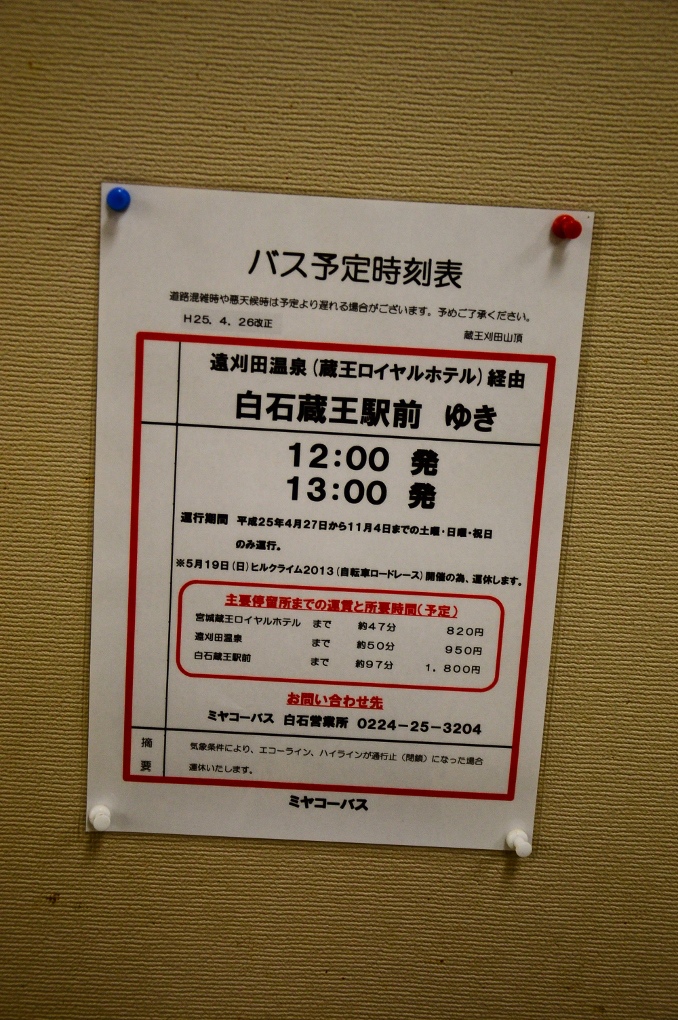 バス予定時刻表
道路混雑時や悪天候時は予定より遅れる場合がございます。予めご了承ください。
H25. 4. 26改正
蔵王刈田山頂
遠刈田温泉(蔵王ロイヤルホテル)経由
白石蔵王駅前 ゆき
12:00 発
13:00 発
運行期間 平成25年4月27日から11月4日までの土曜・日曜・祝日
のみ運行。
※5月19日(日)ヒルクライム2013(自転車ロードレース)開催の為、運休します。
主要停留所までの運賃と所要時間(予定)
宮城蔵王ロイヤルホテル まで 約47分 820円
遠刈田温泉 まで 約50分 950円
白石蔵王駅前 まで 約97分 1,800円
お問い合わせ先
ミヤコーバス 白石営業所 0224-25-3204
摘要
気象条件により、エコーライン、ハイラインが通行止(閉鎖)になった場合
運休いたします。
ミヤコーバス